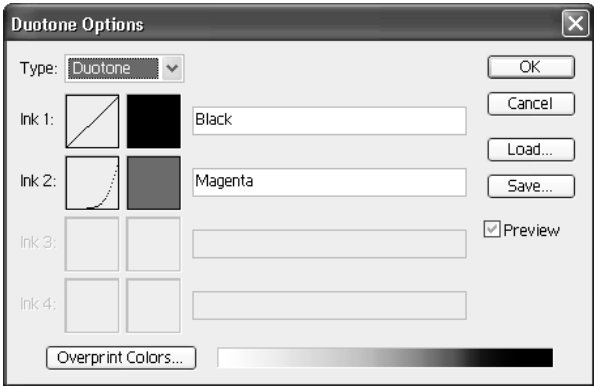 Duotone Options
Type: Duotone
OK
Ink 1: Black
Cancel
Load...
Ink 2: Magenta
Save...
Preview
Ink 3:
Ink 4:
Overprint Colors...